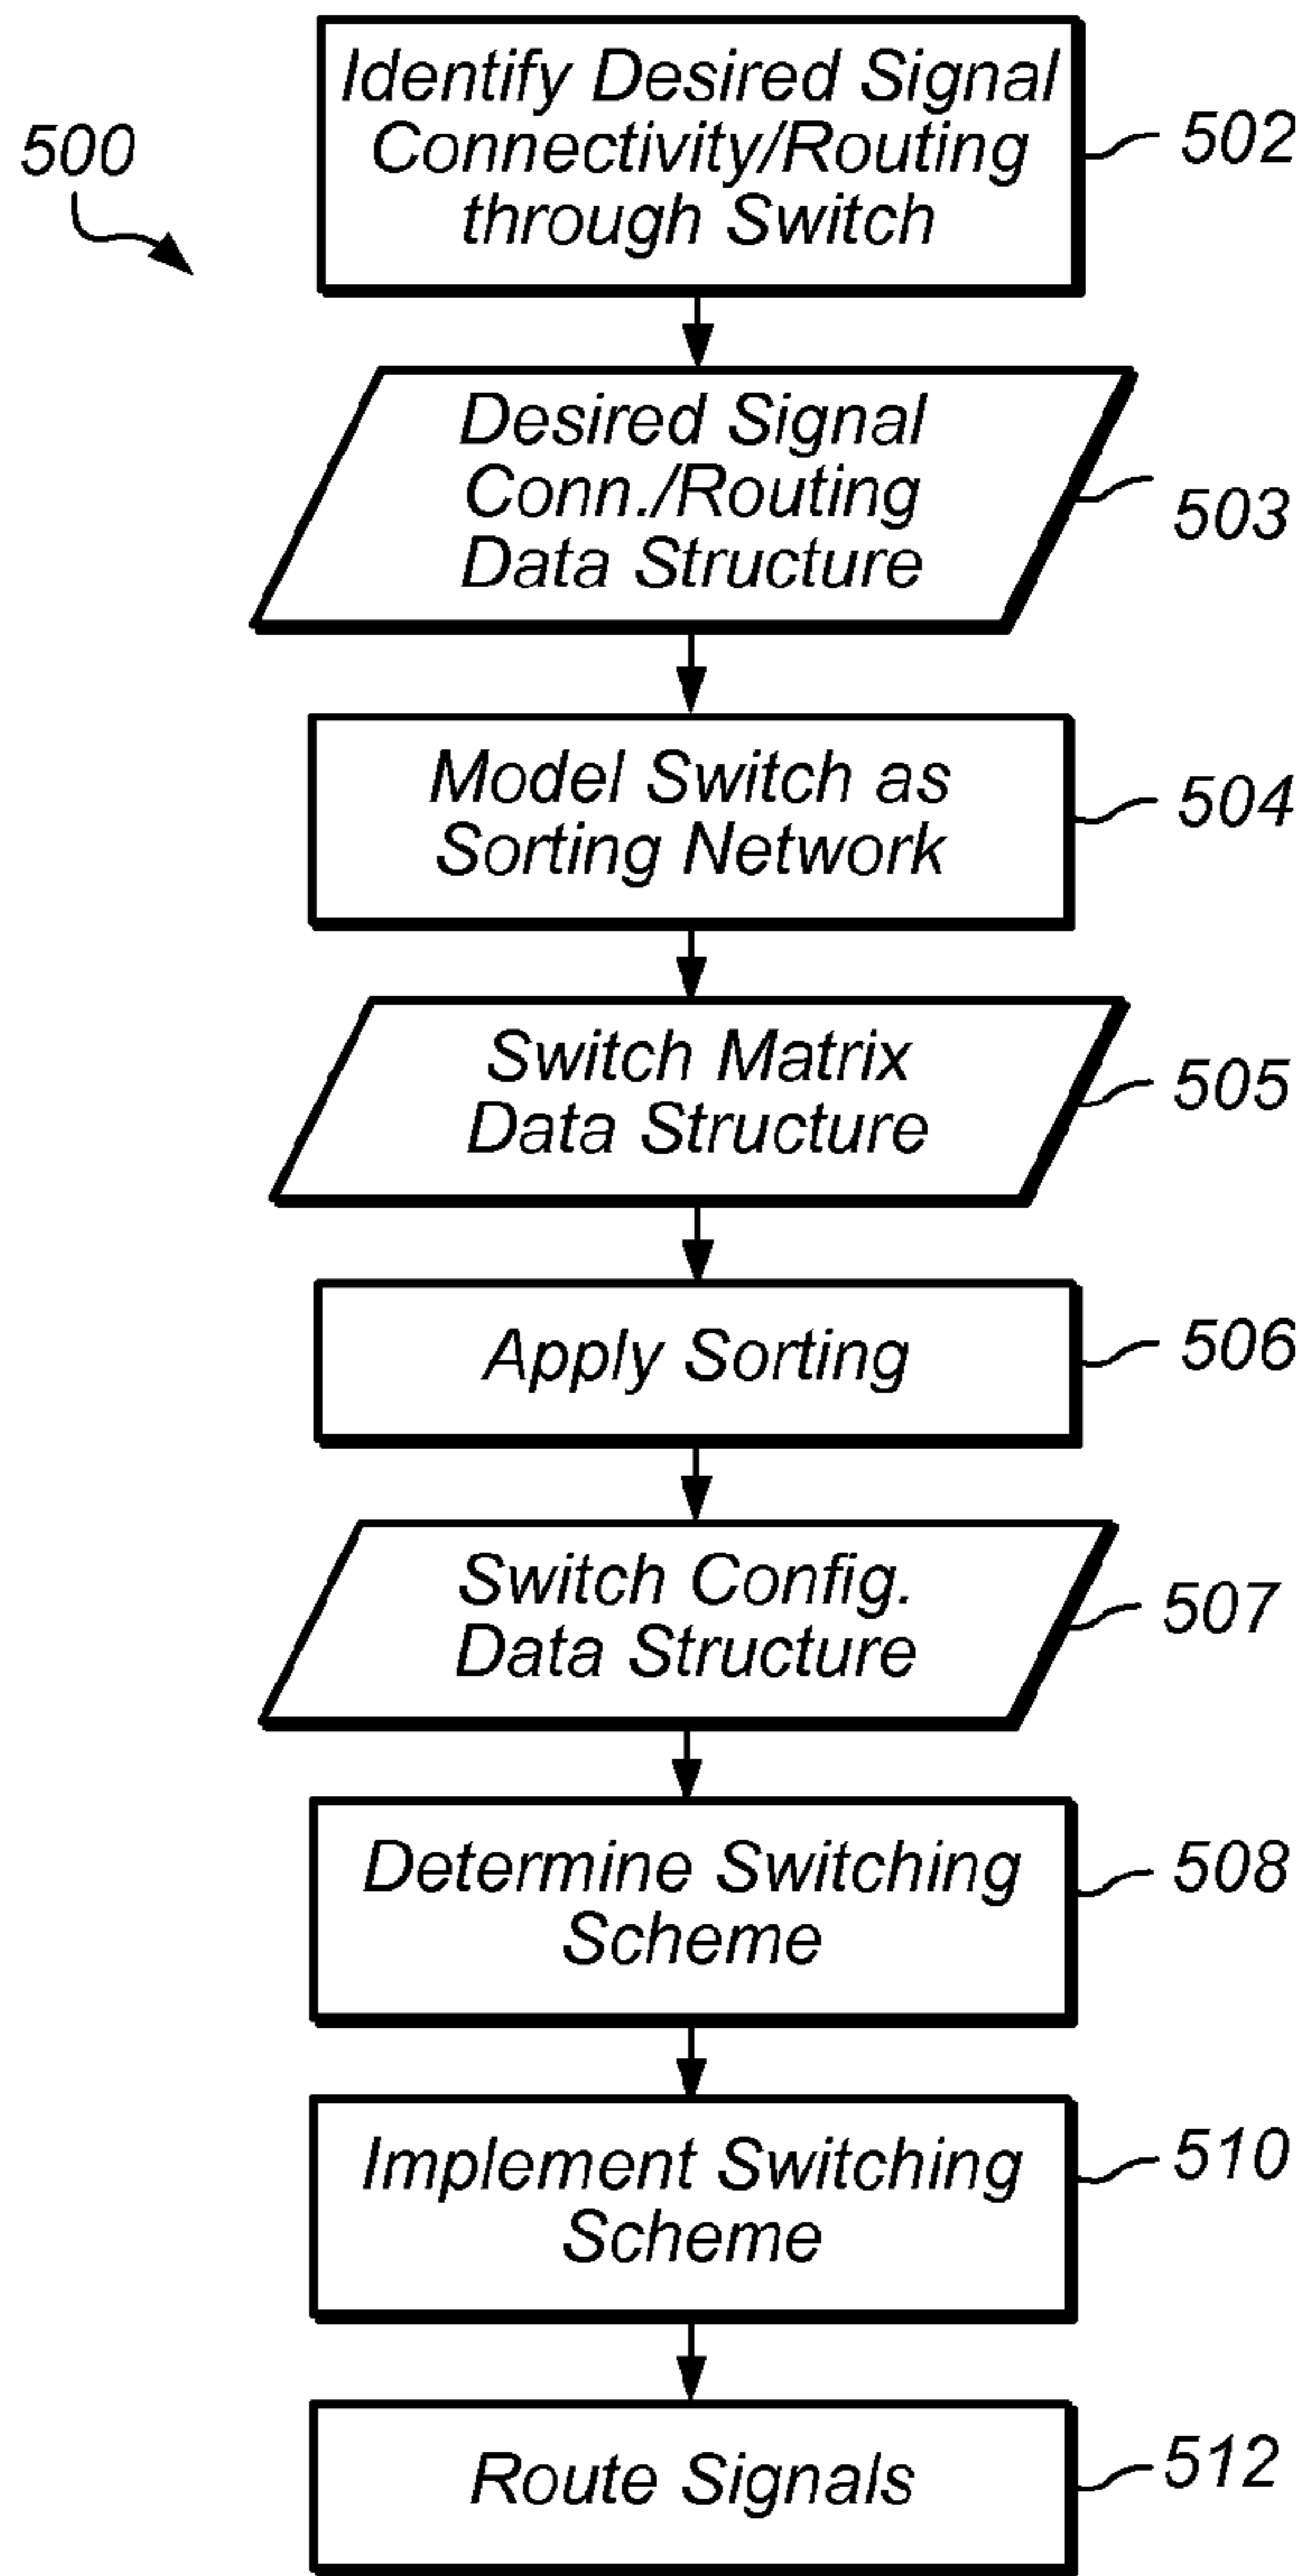 500
Identify Desired Signal
Connectivity/Routing
through Switch
502
Desired Signal
Conn./Routing
Data Structure
503
Model Switch as
Sorting Network
504
Switch Matrix
Data Structure
505
Apply Sorting
506
Switch Config.
Data Structure
507
Determine Switching
Scheme
508
Implement Switching
Scheme
510
Route Signals
512